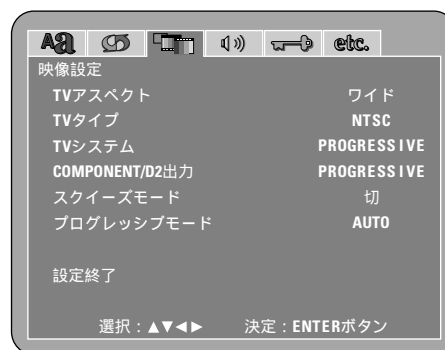 Aあ etc.
映像設定
TVアスペクト ワイド
TVタイプ NTSC
TVシステム PROGRESSIVE
COMPONENT/D2出力 PROGRESSIVE
スクイーズモード 切
プログレッシブモード AUTO
設定終了
選択：▲▼◄► 決定：ENTERボタン